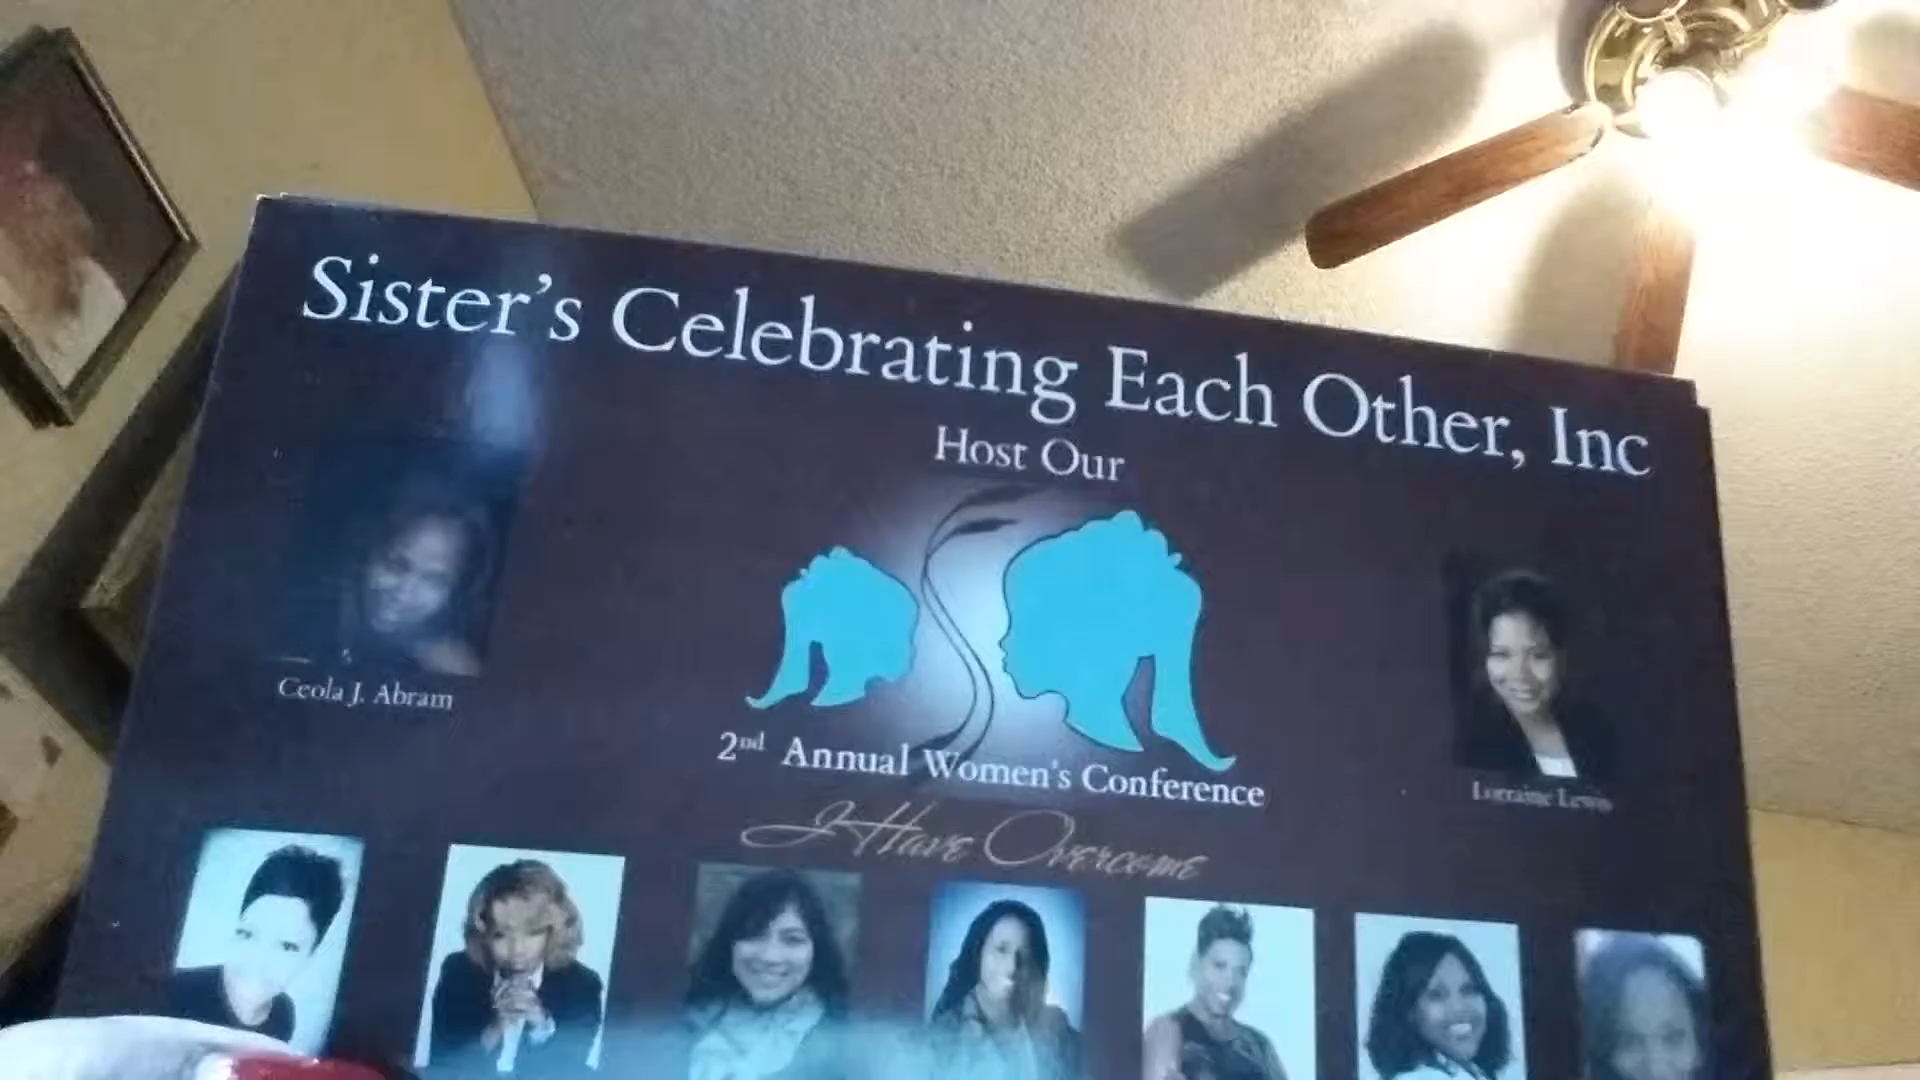 Sister's Celebrating Each Other, Inc
Host Our
2nd Annual Women's Conference
I Have Overcome
Ceola J. Abram
Lorraine Lewis